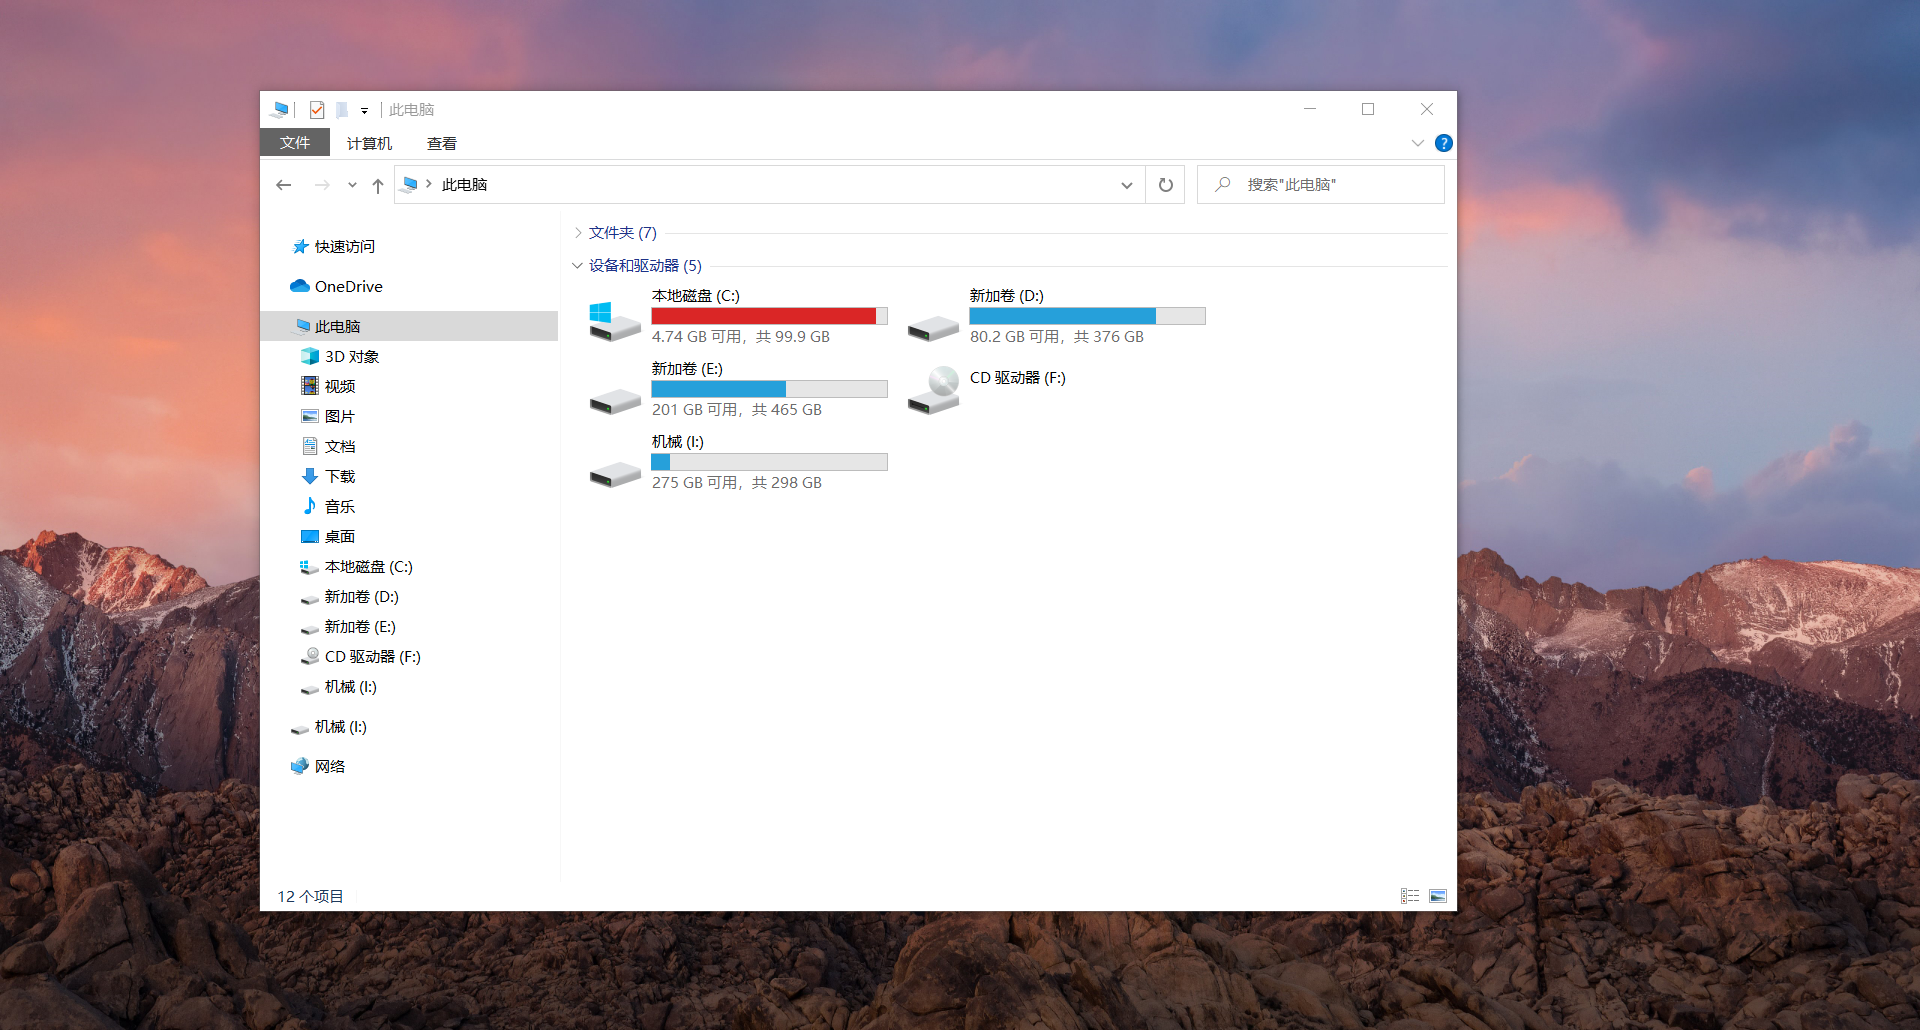 此电脑
文件 计算机 查看
?
此电脑
搜索"此电脑"
快速访问
OneDrive
此电脑
3D 对象
视频
图片
文档
下载
音乐
桌面
本地磁盘 (C:)
新加卷 (D:)
新加卷 (E:)
CD 驱动器 (F:)
机械 (I:)
机械 (I:)
网络
文件夹 (7)
设备和驱动器 (5)
本地磁盘 (C:)
4.74 GB 可用，共 99.9 GB
新加卷 (D:)
80.2 GB 可用，共 376 GB
新加卷 (E:)
201 GB 可用，共 465 GB
CD 驱动器 (F:)
机械 (I:)
275 GB 可用，共 298 GB
12 个项目